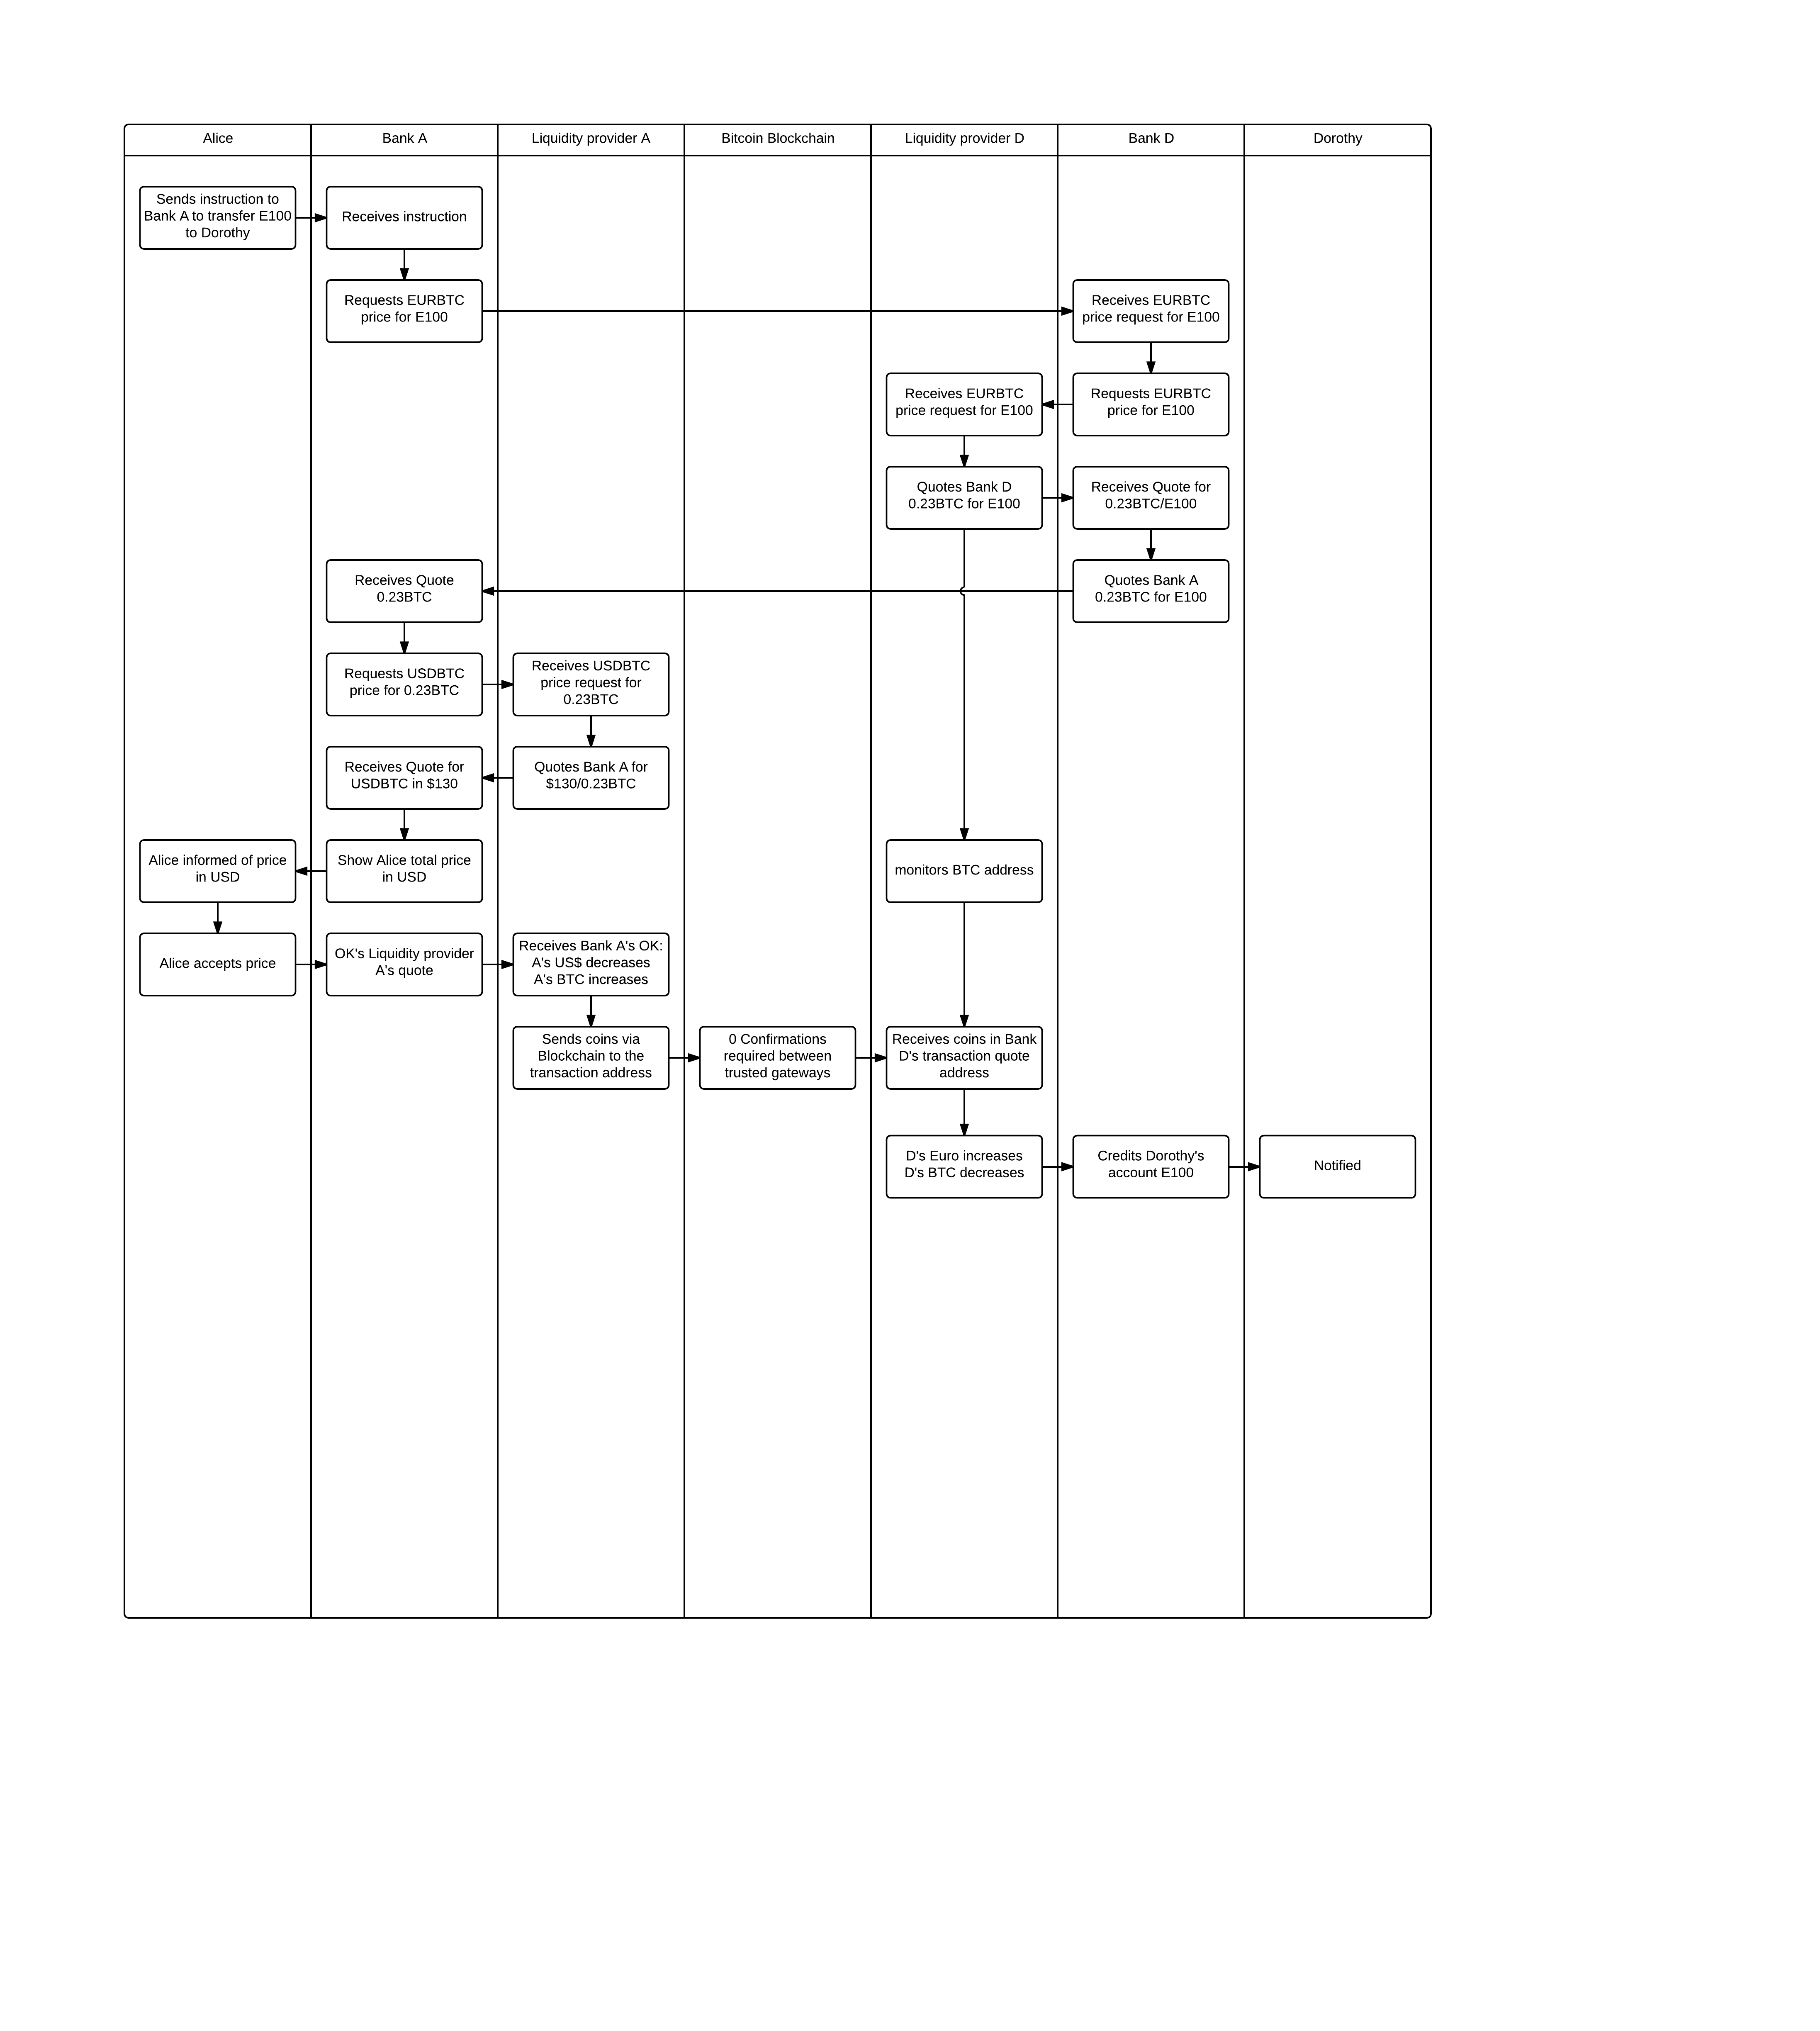 Alice
Bank A
Liquidity provider A
Bitcoin Blockchain
Liquidity provider D
Bank D
Dorothy
Sends instruction to
Bank A to transfer E100
to Dorothy
Receives instruction
Requests EURBTC
price for E100
Receives EURBTC
price request for E100
Receives EURBTC
price request for E100
Requests EURBTC
price for E100
Quotes Bank D
0.23BTC for E100
Receives Quote for
0.23BTC/E100
Receives Quote
0.23BTC
Quotes Bank A
0.23BTC for E100
Requests USDBTC
price for 0.23BTC
Receives USDBTC
price request for
0.23BTC
Receives Quote for
USDBTC in $130
Quotes Bank A for
$130/0.23BTC
Alice informed of price
in USD
Show Alice total price
in USD
monitors BTC address
Alice accepts price
OK's Liquidity provider
A's quote
Receives Bank A's OK:
A's US$ decreases
A's BTC increases
Sends coins via
Blockchain to the
transaction address
0 Confirmations
required between
trusted gateways
Receives coins in Bank
D's transaction quote
address
D's Euro increases
D's BTC decreases
Credits Dorothy's
account E100
Notified